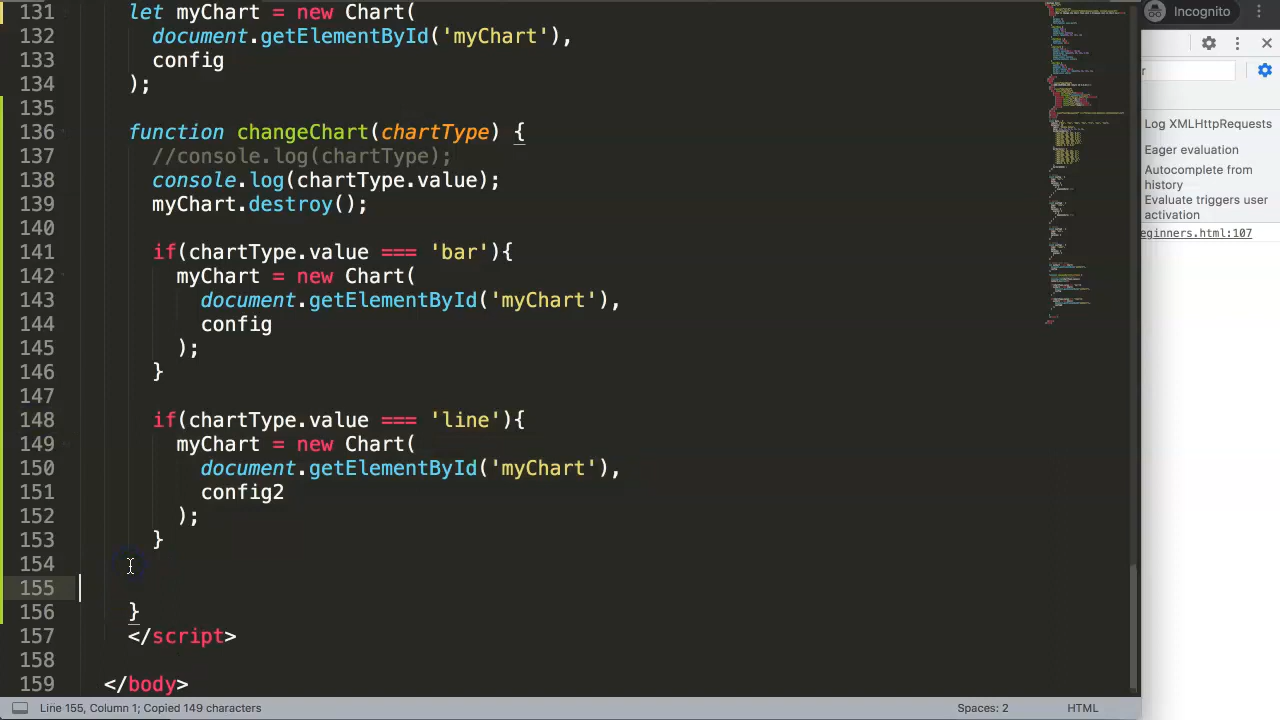 131 let myChart = new Chart(
132 document.getElementById('myChart'),
133 config
134 );
135
136 function changeChart(chartType) {
137 //console.log(chartType);
138 console.log(chartType.value);
139 myChart.destroy();
140
141 if(chartType.value === 'bar'){
142 myChart = new Chart(
143 document.getElementById('myChart'),
144 config
145 );
146 }
147
148 if(chartType.value === 'line'){
149 myChart = new Chart(
150 document.getElementById('myChart'),
151 config2
152 );
153 }
154
155
156 }
157 </script>
158
159 </body>
Line 155, Column 1; Copied 149 characters
Spaces: 2
HTML
Incognito
r
Log XMLHttpRequests
Eager evaluation
Autocomplete from
history
Evaluate triggers user
activation
eginners.html:107